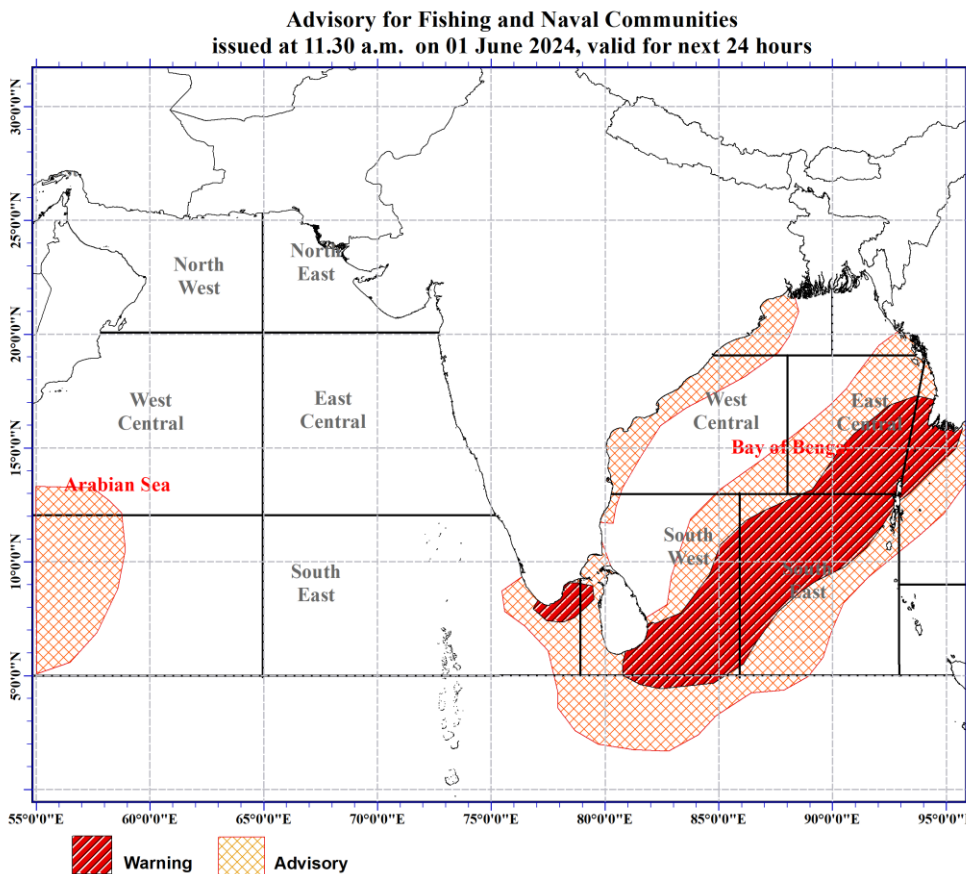 Advisory for Fishing and Naval Communities
issued at 11.30 a.m. on 01 June 2024, valid for next 24 hours
30°0'0"N
25°0'0"N
20°0'0"N
15°0'0"N
10°0'0"N
5°0'0"N
North
West
North
East
West
Central
East
Central
West
Central
East
Central
Bay of Benga
Arabian Sea
South
East
South
West
South
East
55°0'0"E 60°0'0"E 65°0'0"E 70°0'0"E 75°0'0"E 80°0'0"E 85°0'0"E 90°0'0"E 95°0'0"E
Warning
Advisory